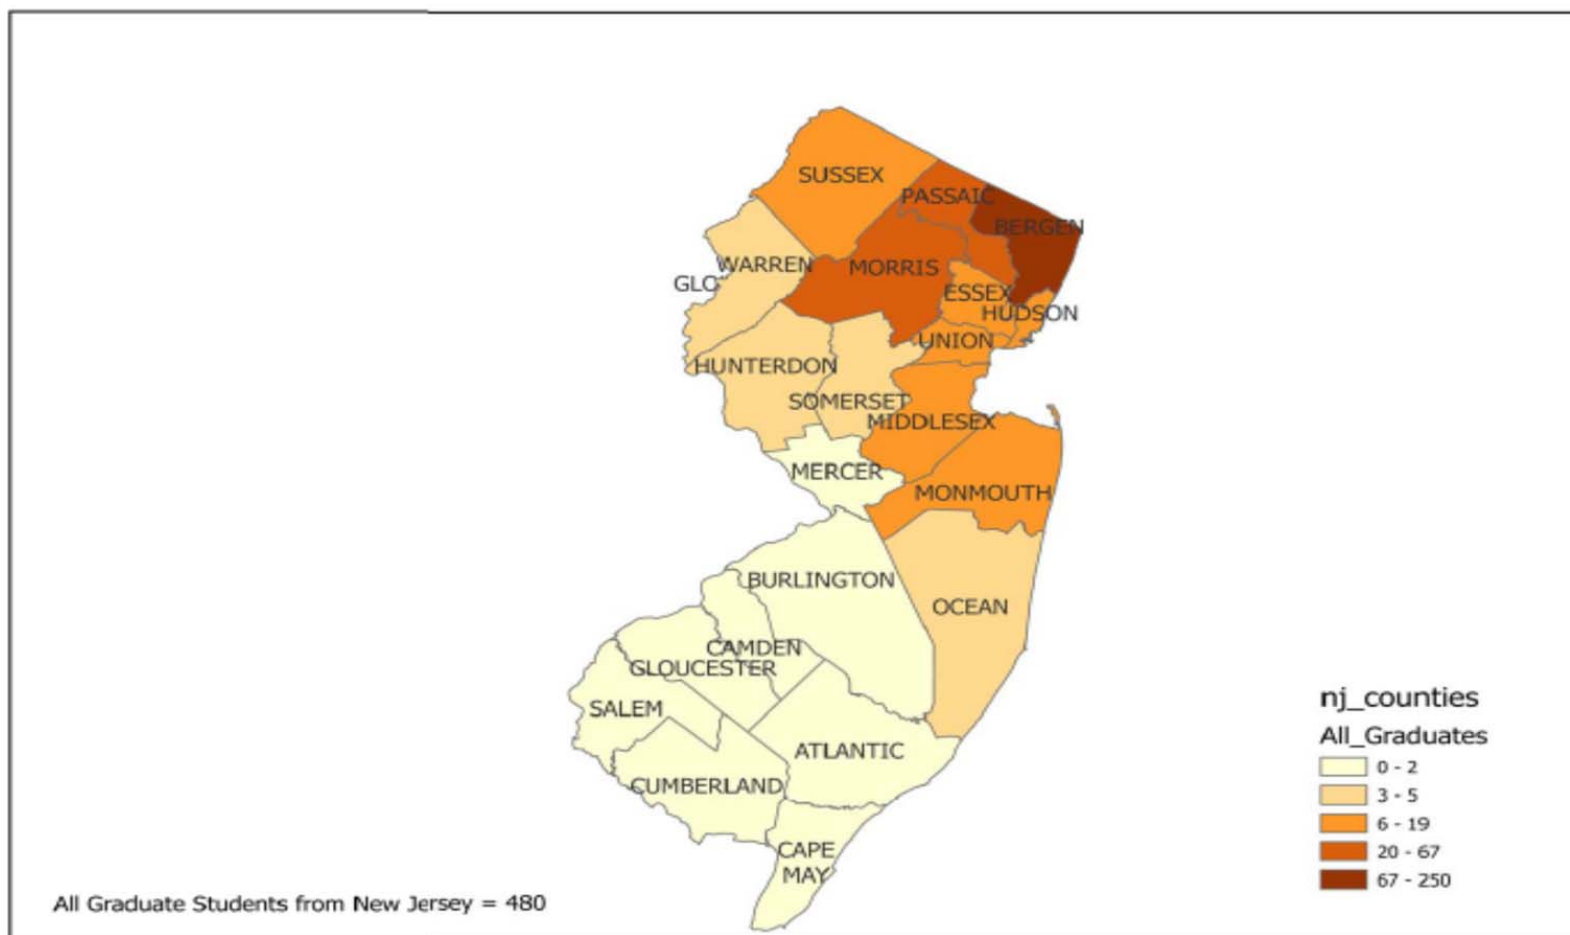 SUSSEX
PASSAIC
BERGEN
WARREN
MORRIS
GLO
ESSEX
HUDSON
UNION
HUNTERDON
SOMERSET
MIDDLESEX
MERCER
MONMOUTH
BURLINGTON
OCEAN
CAMDEN
GLOUCESTER
SALEM
ATLANTIC
CUMBERLAND
CAPE
MAY
nj_counties
All_Graduates
0 - 2
3 - 5
6 - 19
20 - 67
67 - 250
All Graduate Students from New Jersey = 480